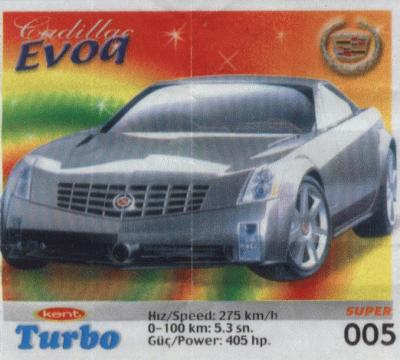 Cadillac
Evoq
kent
Turbo
Hız/Speed: 275 km/h
0-100 km: 5.3 sn.
Güç/Power: 405 hp.
SUPER
005